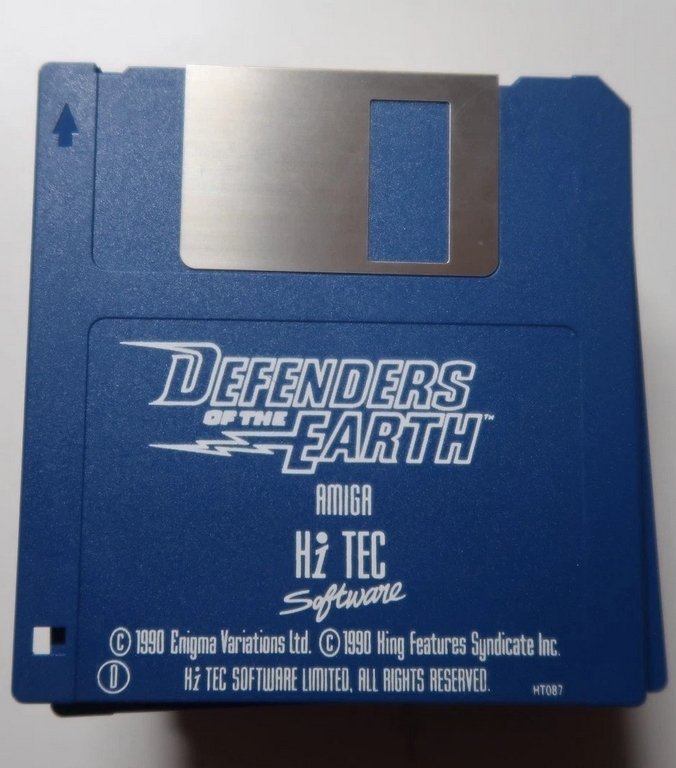 DEFENDERS
OF THE
EARTH™
AMIGA
Hi TEC
Software
© 1990 Enigma Variations Ltd. © 1990 King Features Syndicate Inc.
D Hi TEC SOFTWARE LIMITED, ALL RIGHTS RESERVED.
HT087